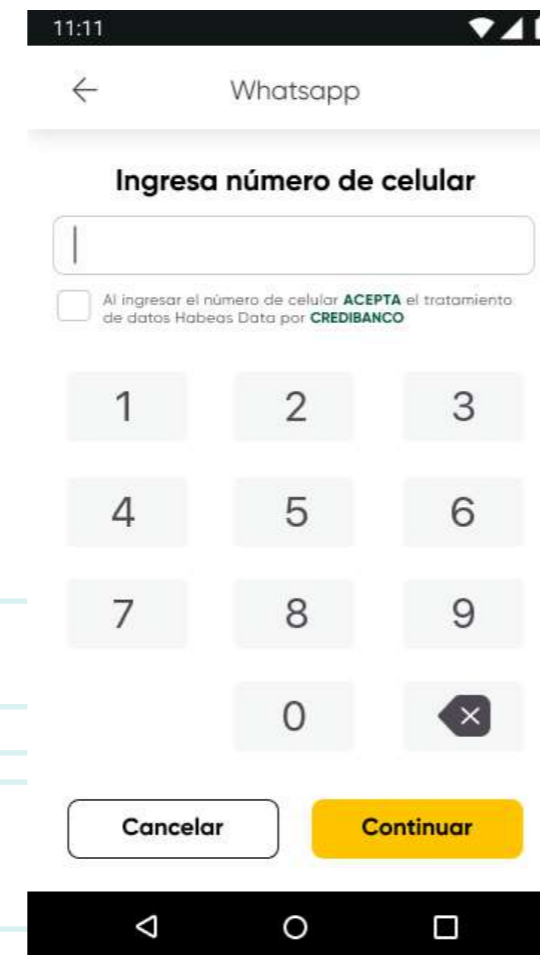 11:11
Whatsapp
Ingresa número de celular
Al ingresar el número de celular ACEPTA el tratamiento
de datos Habeas Data por CREDIBANCO
1 2 3
4 5 6
7 8 9
0
Cancelar Continuar